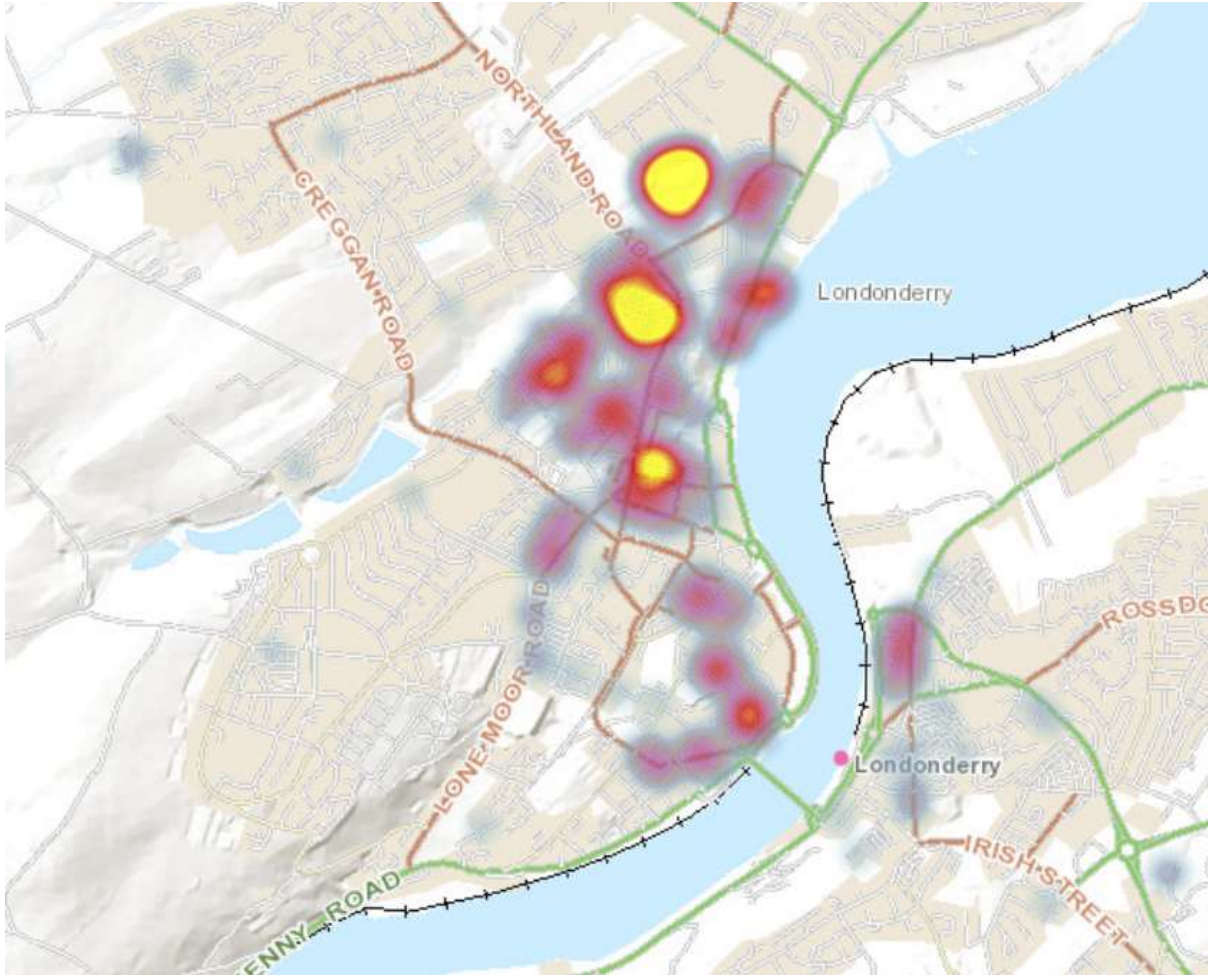 NORTHLAND ROAD
CREGGAN ROAD
Londonderry
LONE MOOR ROAD
ROSSDO
Londonderry
IRISH STREET
ENNY ROAD